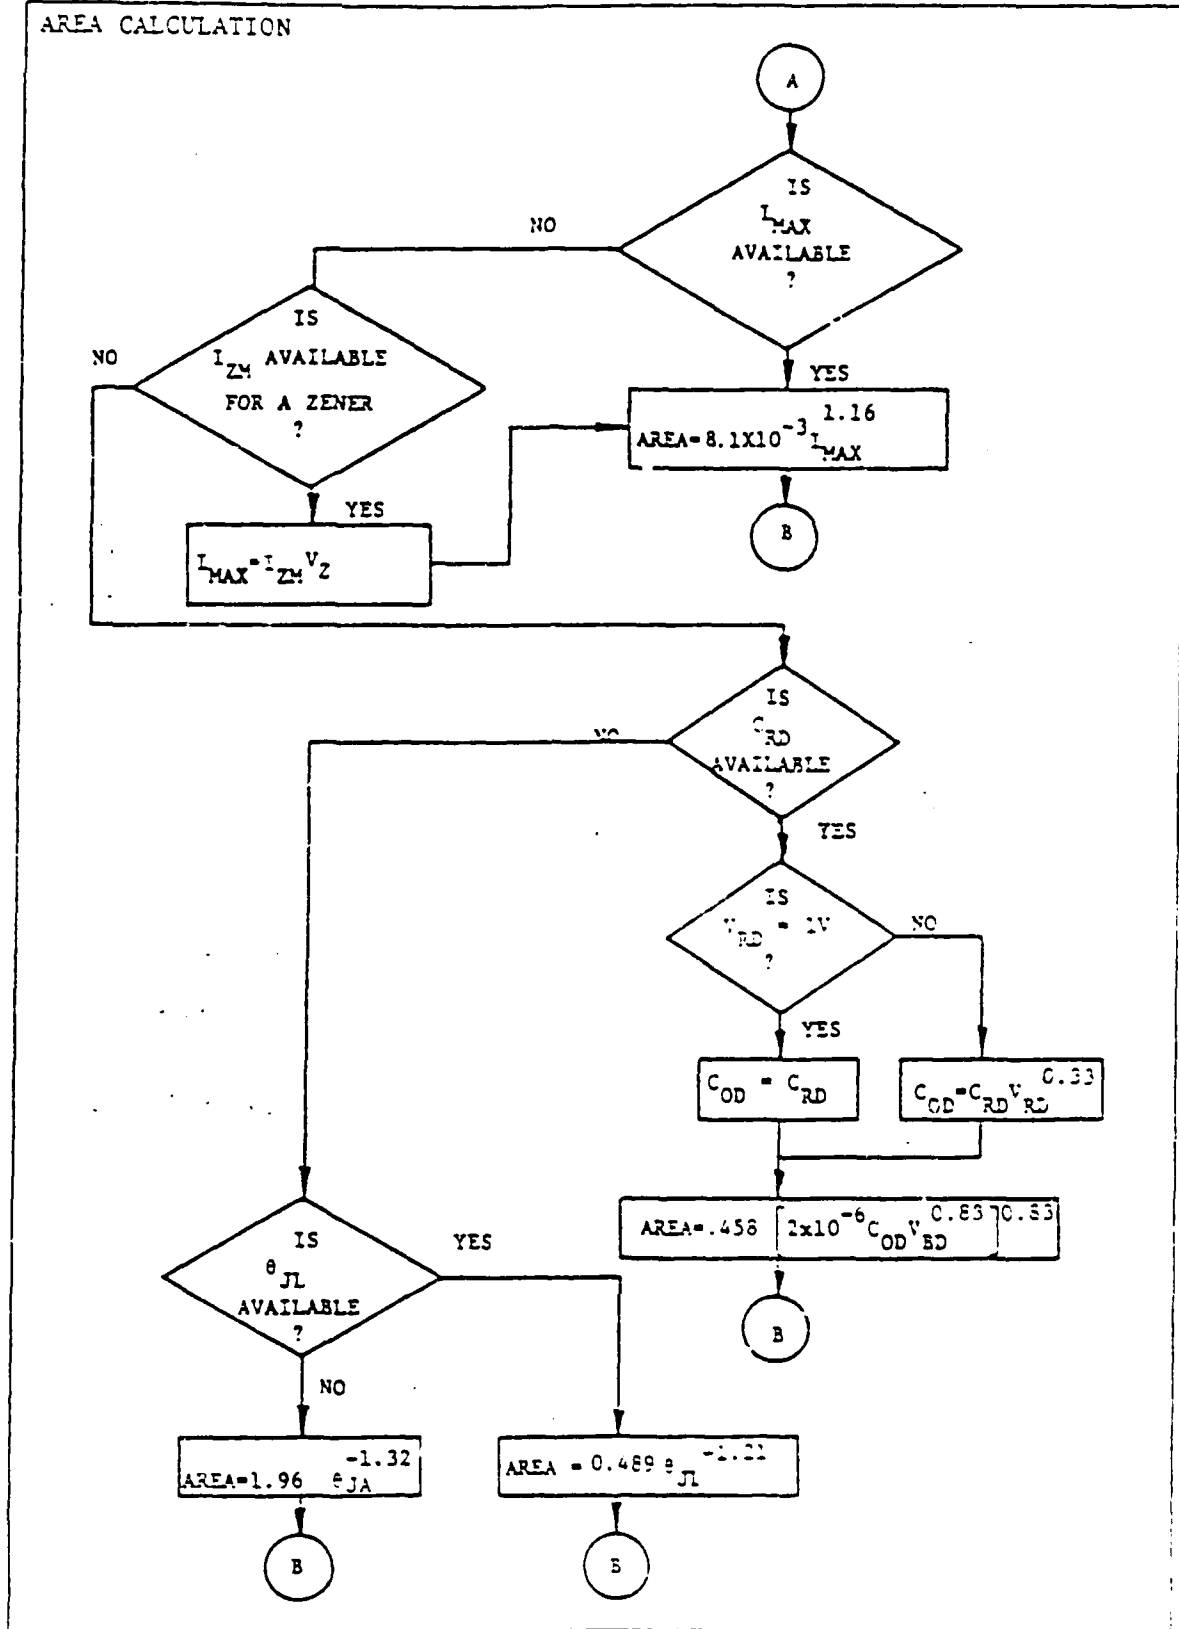 AREA CALCULATION
A
IS
I_MAX
AVAILABLE
?
NO
YES
IS
I_ZM AVAILABLE
FOR A ZENER
?
NO
YES
AREA=8.1X10^-3 I_MAX^1.16
B
I_MAX=I_ZM V_Z
IS
C_RD
AVAILABLE
?
NO
YES
IS
V_RD = 1V
?
NO
YES
C_OD = C_RD
C_OD=C_RD V_RD^0.33
AREA=.458 [2x10^-6 C_OD V_BD^0.83]^0.83
B
IS
θ_JL
AVAILABLE
?
YES
NO
AREA=1.96 θ_JA^-1.32
AREA = 0.489 θ_JL^-1.21
B
B